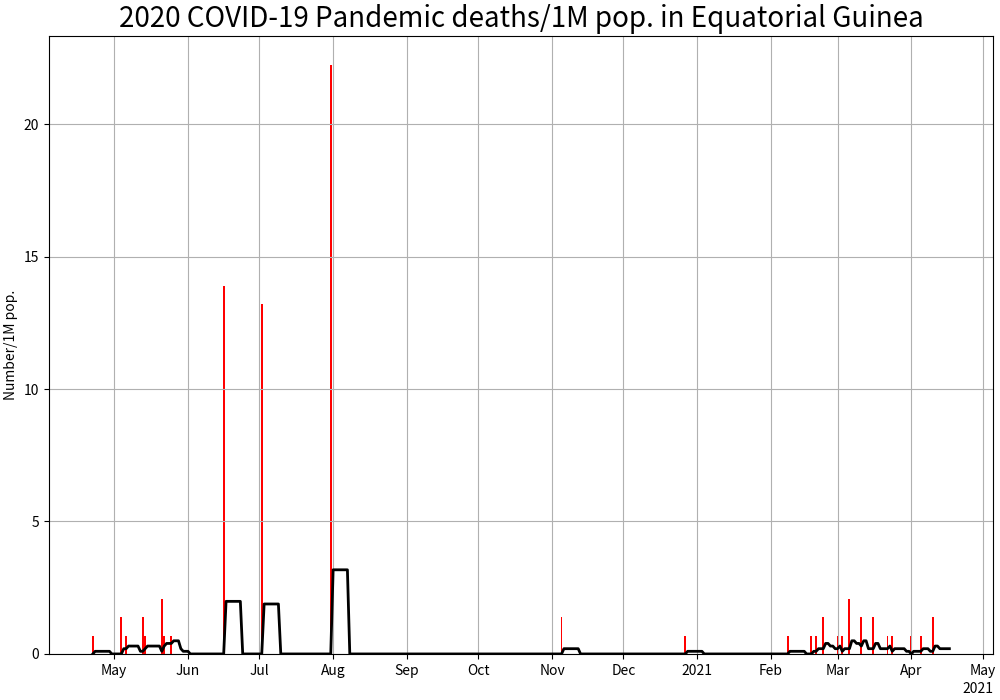 2020 COVID-19 Pandemic deaths/1M pop. in Equatorial Guinea
Number/1M pop.
20
15
10
5
0
May Jun Jul Aug Sep Oct Nov Dec 2021 Feb Mar Apr May
2021